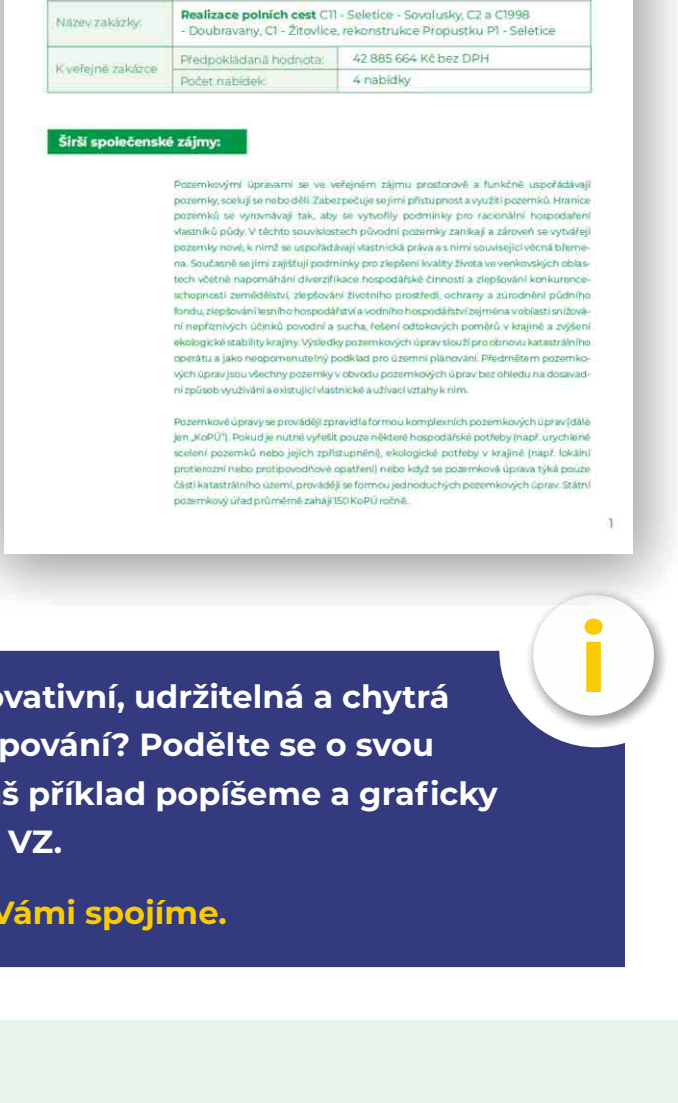 Název zakázky:
Realizace polních cest C11 - Seletice - Sovolusky, C2 a C1998
- Doubravany, C1 - Žitovlice, rekonstrukce Propustku P1 - Seletice
K veřejné zakázce
Předpokládaná hodnota:
42 885 664 Kč bez DPH
Počet nabídek:
4 nabídky
Širší společenské zájmy:
Pozemkovými úpravami se ve veřejném zájmu prostorově a funkčně uspořádávají
pozemky, scelují se nebo dělí. Zabezpečuje se jimi přístupnost a využití pozemků. Hranice
pozemků se vyrovnávají tak, aby se vytvořily podmínky pro racionální hospodaření
vlastníků půdy. V těchto souvislostech původní pozemky zanikají a zároveň se vytvářejí
pozemky nové, k nimž se uspořádávají vlastnická práva a s nimi související věcná břeme-
na. Současně se jimi zajišťují podmínky pro zlepšení kvality života ve venkovských oblas-
tech včetně napomáhání diverzifikace hospodářské činnosti a zlepšování konkurence-
schopnosti zemědělství, zlepšování životního prostředí, ochrany a zúrodnění půdního
fondu, zlepšování lesního hospodářství a vodního hospodářství zejména v oblasti snižová-
ní nepříznivých účinků povodní a sucha, řešení odtokových poměrů v krajině a zvýšení
ekologické stability krajiny. Výsledky pozemkových úprav slouží pro obnovu katastrálního
operátu a jako neopomenutelný podklad pro územní plánování. Předmětem pozemko-
vých úprav jsou všechny pozemky v obvodu pozemkových úprav bez ohledu na dosavad-
ní způsob využívání a existující vlastnické a užívací vztahy k nim.
Pozemkové úpravy se provádějí zpravidla formou komplexních pozemkových úprav (dále
jen „KoPÚ“). Pokud je nutné vyřešit pouze některé hospodářské potřeby (např. urychlené
scelení pozemků nebo jejich zpřístupnění), ekologické potřeby v krajině (např. lokální
protierozní nebo protipovodňové opatření) nebo když se pozemková úprava týká pouze
části katastrálního území, provádějí se formou jednoduchých pozemkových úprav. Státní
pozemkový úřad průměrně zahájí 150 KoPÚ ročně.
1
i
ovativní, udržitelná a chytrá
pování? Podělte se o svou
š příklad popíšeme a graficky
VZ.
Vámi spojíme.